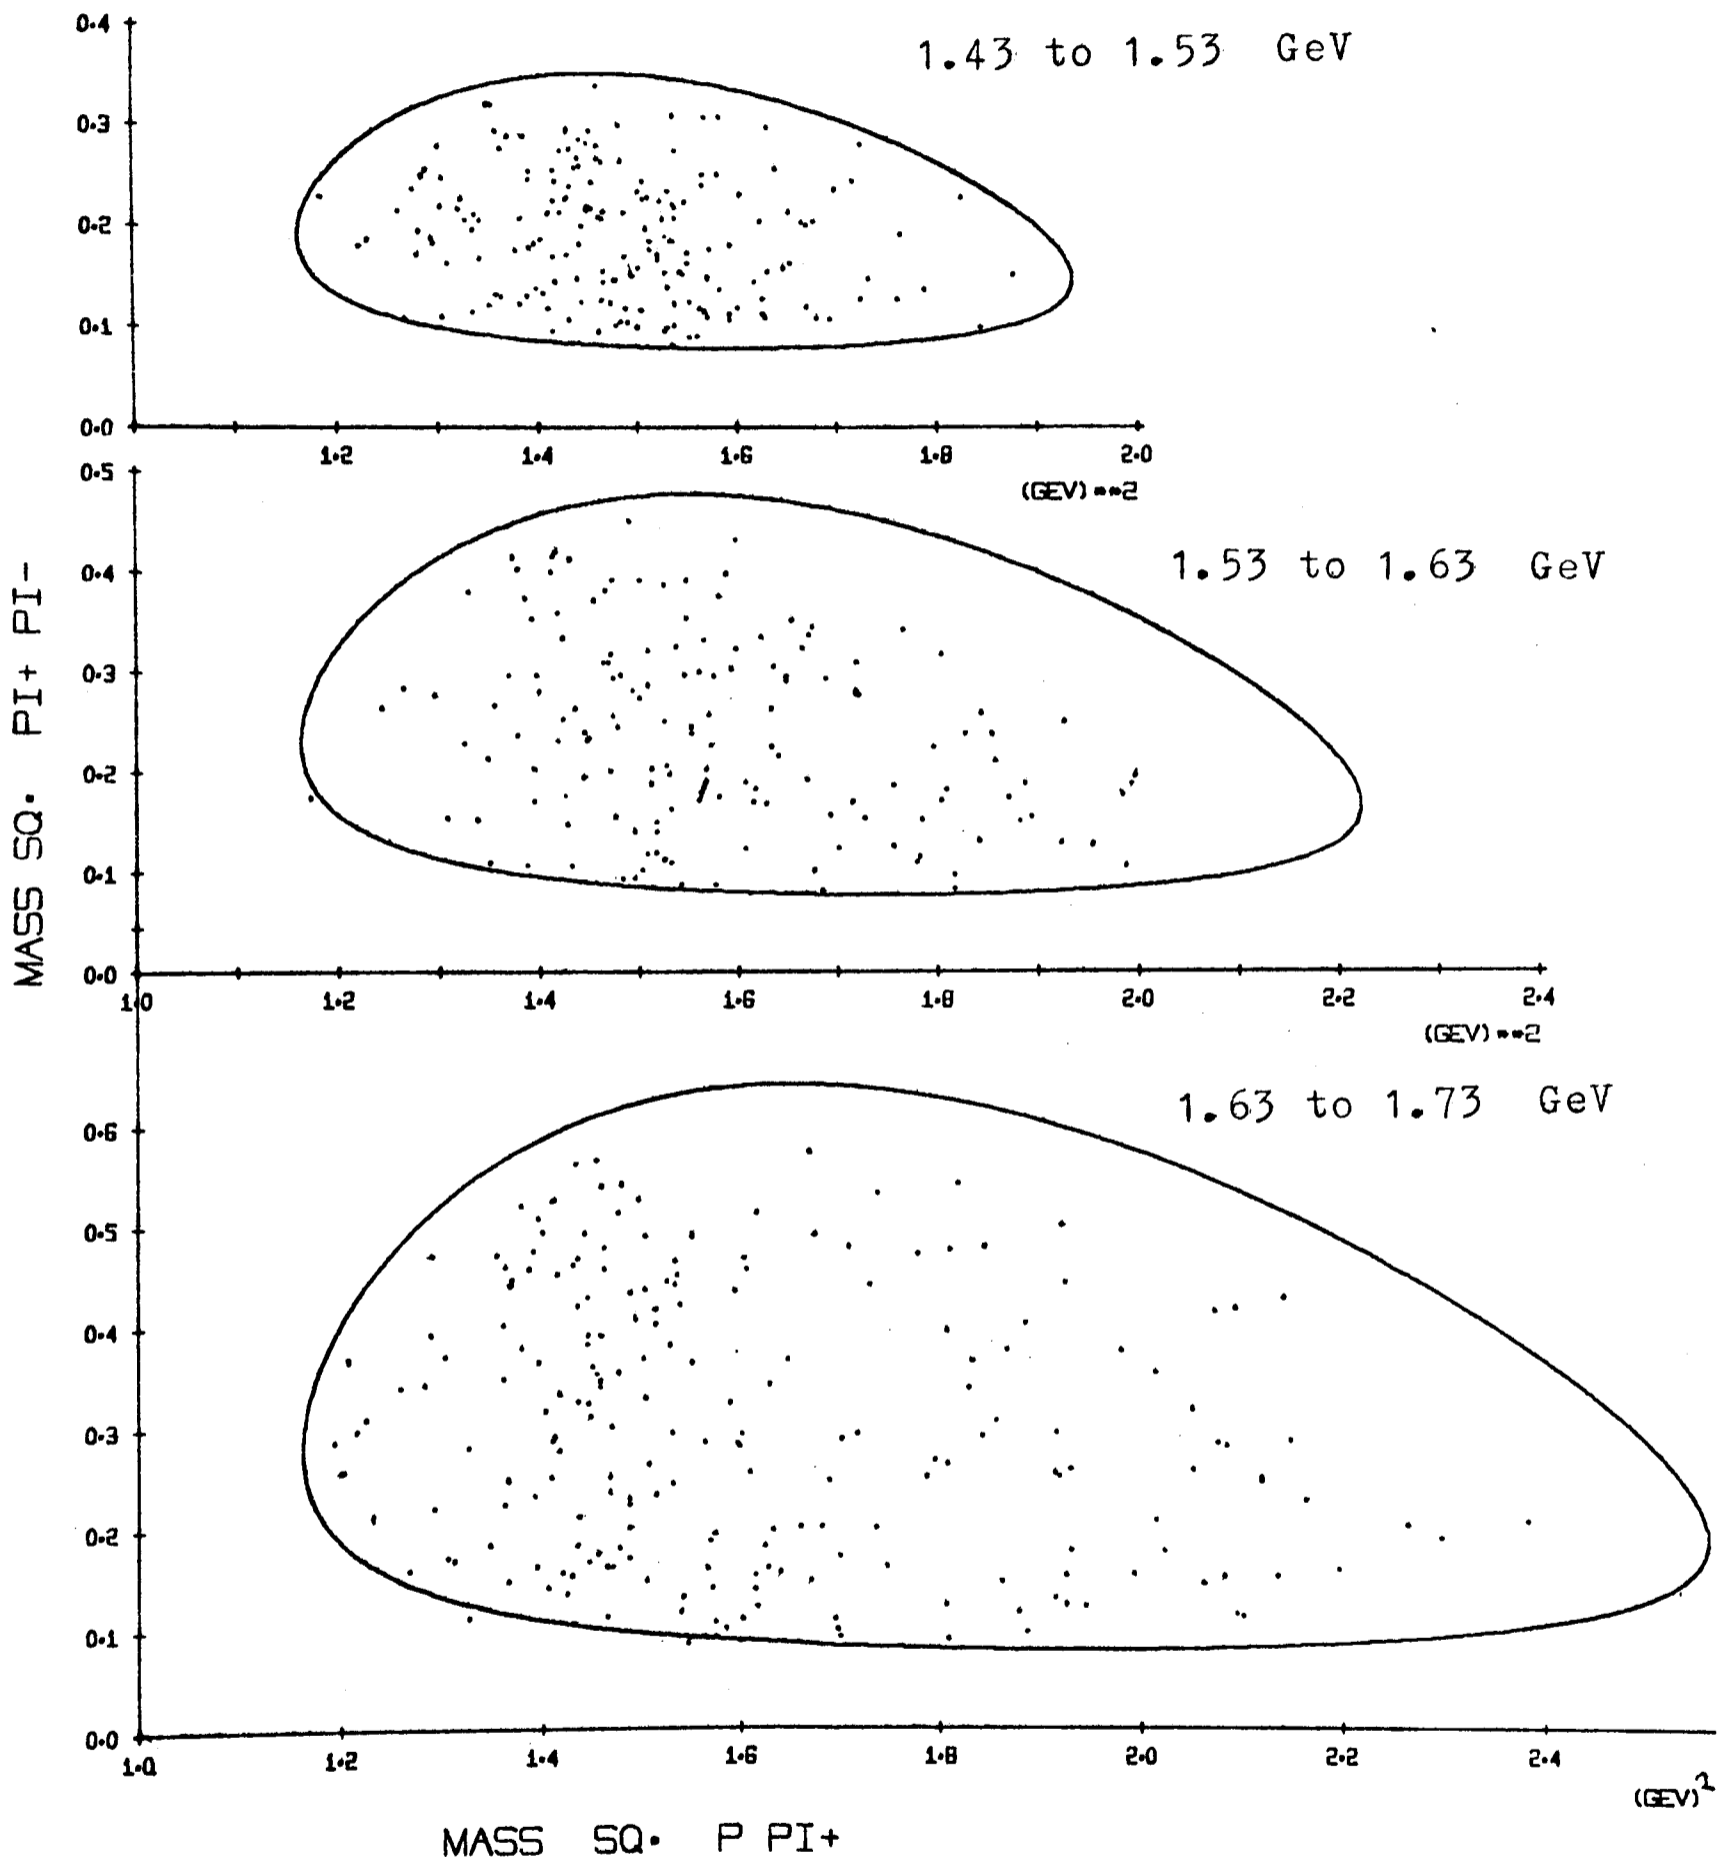 0.4
1.43 to 1.53 GeV
0.3
0.2
0.1
0.0
1.2 1.4 1.6 1.8 2.0
(GEV)**2
0.5
1.53 to 1.63 GeV
0.4
0.3
0.2
0.1
0.0
1.0 1.2 1.4 1.6 1.8 2.0 2.2 2.4
(GEV)**2
MASS SQ. PI+ PI-
1.63 to 1.73 GeV
0.6
0.5
0.4
0.3
0.2
0.1
0.0
1.0 1.2 1.4 1.6 1.8 2.0 2.2 2.4
(GEV)2
MASS SQ. P PI+